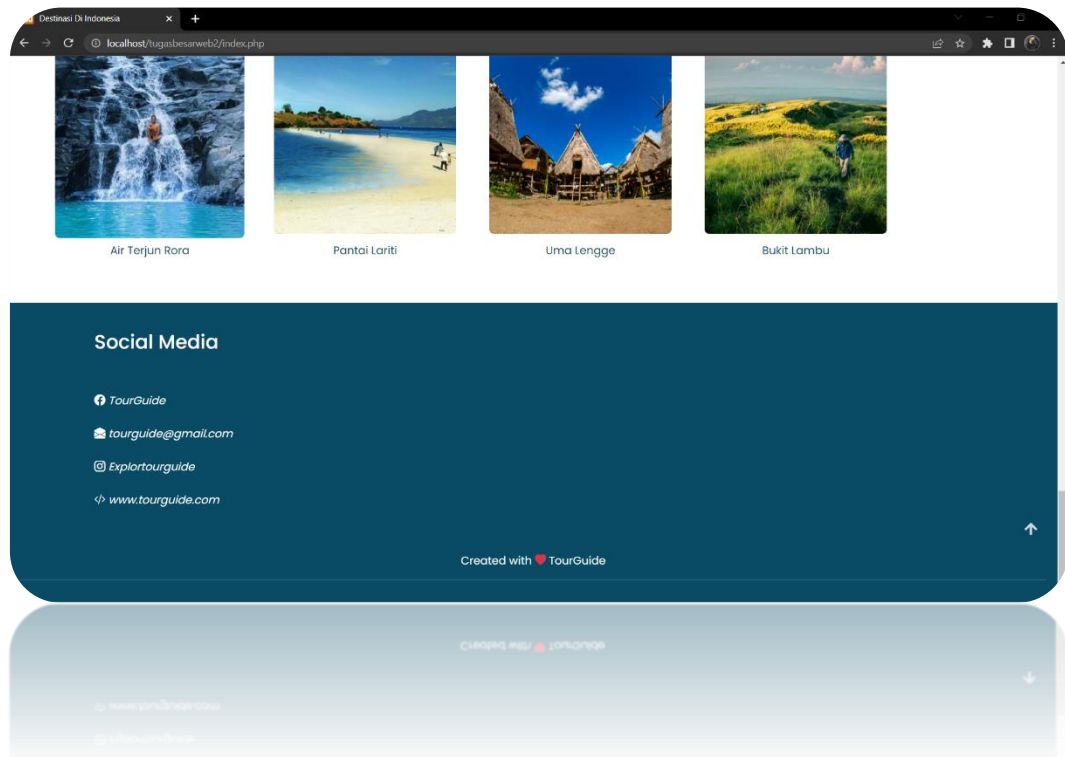 Destinasi Di Indonesia
localhost/tugasbesarweb2/index.php
Air Terjun Rora
Pantai Lariti
Uma Lengge
Bukit Lambu
Social Media
TourGuide
tourguide@gmail.com
Explortourguide
</> www.tourguide.com
Created with ❤ TourGuide